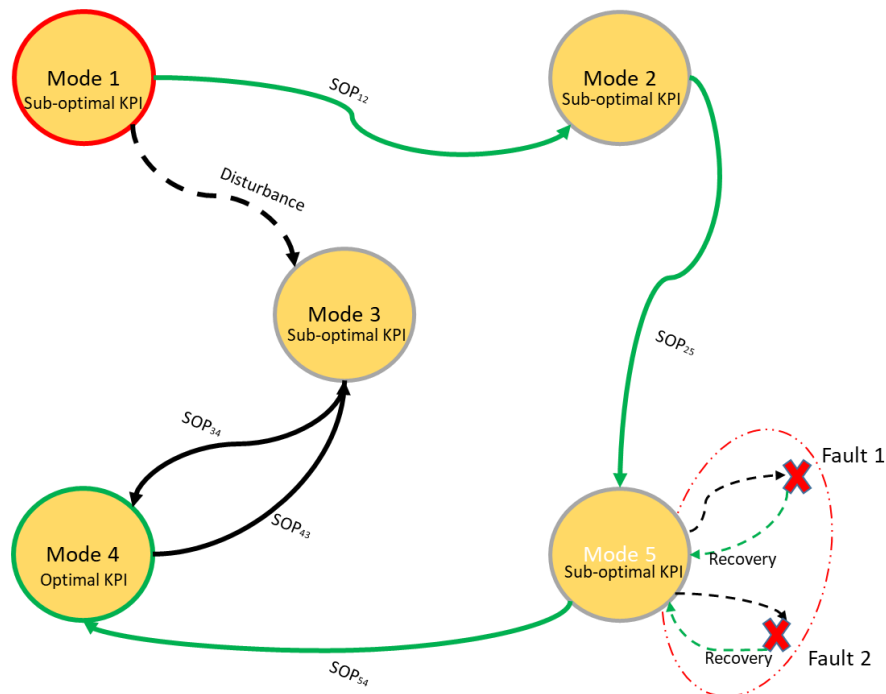 Mode 1
Sub-optimal KPI
SOP₁₂
Mode 2
Sub-optimal KPI
Disturbance
Mode 3
Sub-optimal KPI
SOP₂₅
SOP₃₄
Fault 1
SOP₄₃
Mode 4
Optimal KPI
Mode 5
Sub-optimal KPI
Recovery
Recovery
Fault 2
SOP₅₄